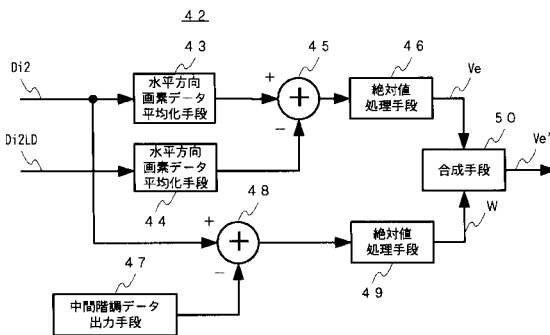 42
43
45
46
Di2
水平方向
画素データ
平均化手段
+
−
絶対値
処理手段
Ve
50
Di2LD
水平方向
画素データ
平均化手段
44
合成手段
Ve'
48
+
−
W
47
中間階調データ
出力手段
絶対値
処理手段
49